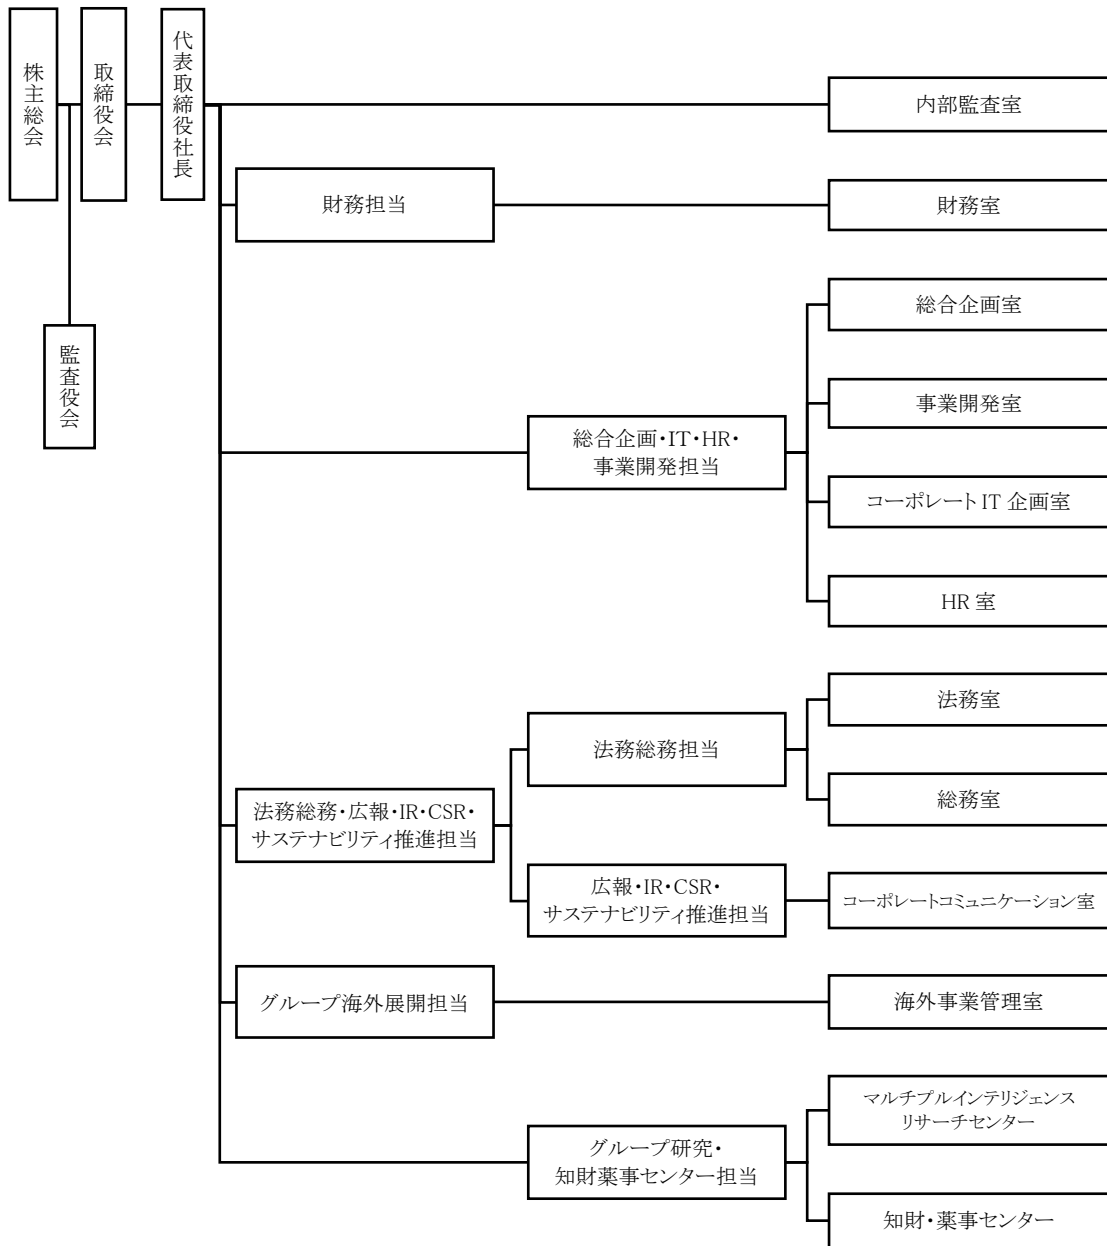 株主総会
取締役会
代表取締役社長
監査役会
内部監査室
財務担当
財務室
総合企画・IT・HR・
事業開発担当
総合企画室
事業開発室
コーポレート IT 企画室
HR 室
法務総務・広報・IR・CSR・
サステナビリティ推進担当
法務総務担当
法務室
総務室
広報・IR・CSR・
サステナビリティ推進担当
コーポレートコミュニケーション室
グループ海外展開担当
海外事業管理室
グループ研究・
知財薬事センター担当
マルチプルインテリジェンス
リサーチセンター
知財・薬事センター